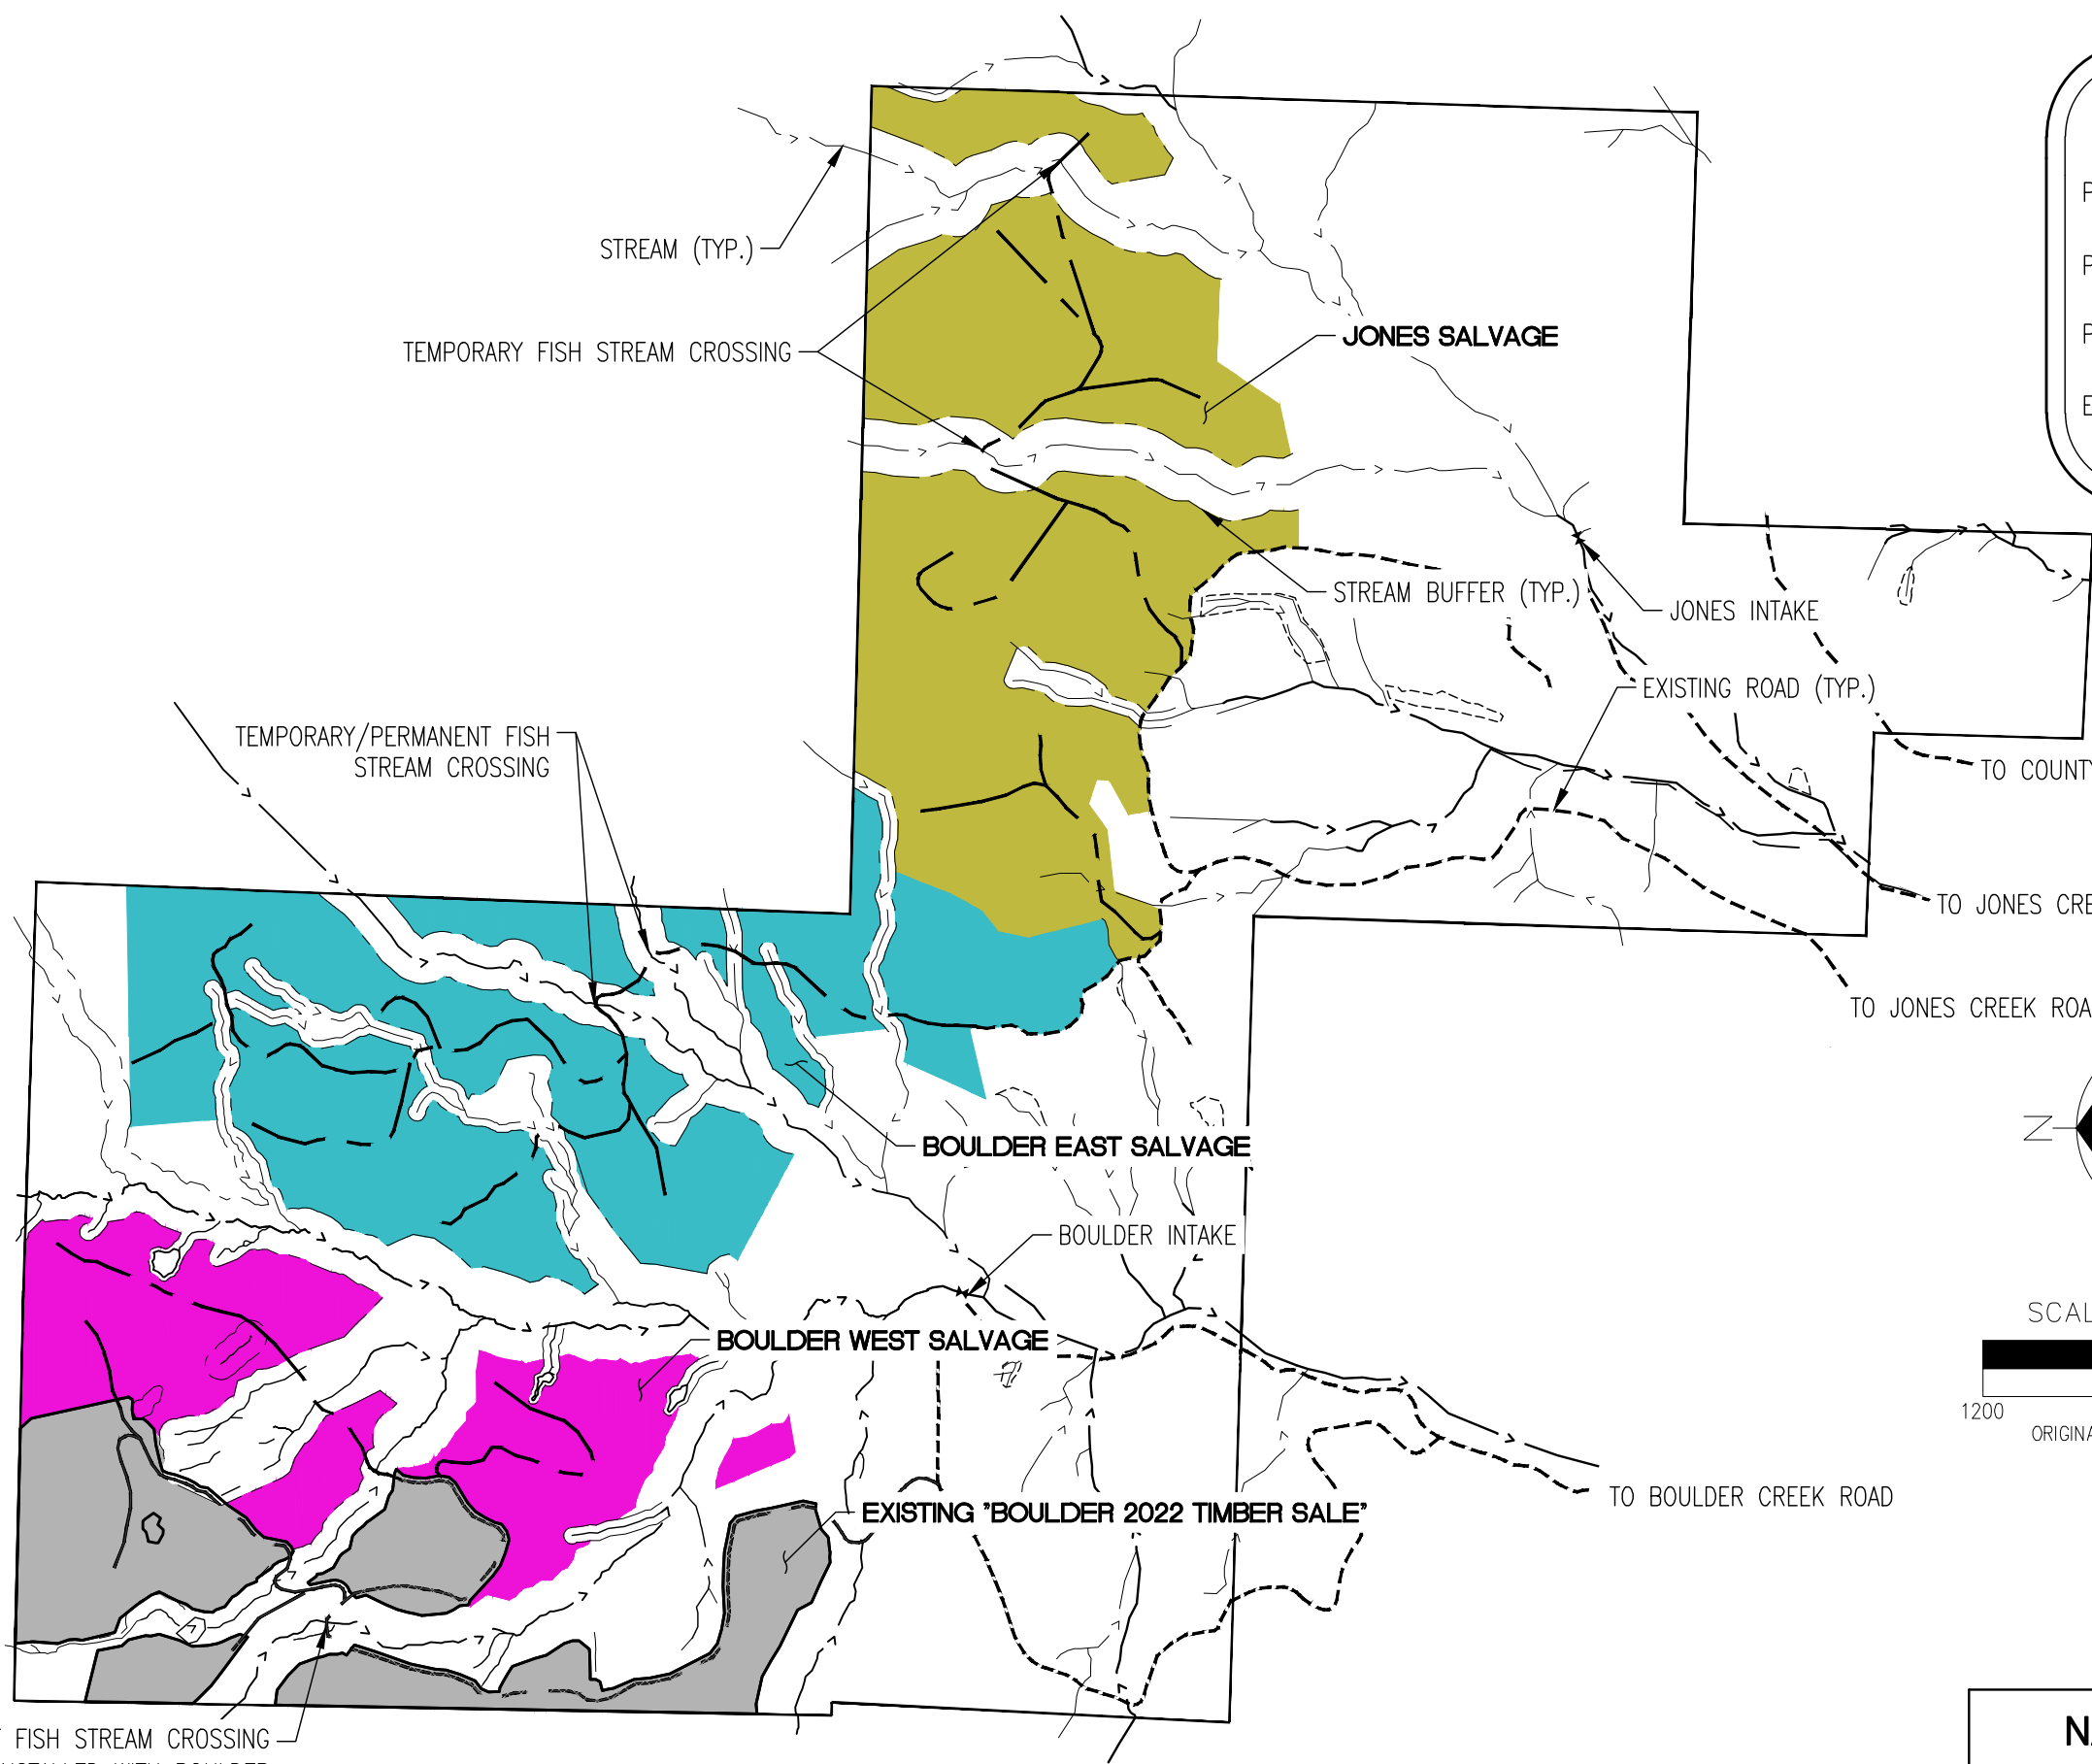 STREAM (TYP.)
TEMPORARY FISH STREAM CROSSING
JONES SALVAGE
STREAM BUFFER (TYP.)
JONES INTAKE
EXISTING ROAD (TYP.)
TEMPORARY/PERMANENT FISH
STREAM CROSSING
TO COUNTY
TO JONES CRE
TO JONES CREEK ROA
N
BOULDER EAST SALVAGE
BOULDER INTAKE
SCAL
BOULDER WEST SALVAGE
1200
ORIGINA
TO BOULDER CREEK ROAD
EXISTING "BOULDER 2022 TIMBER SALE"
FISH STREAM CROSSING